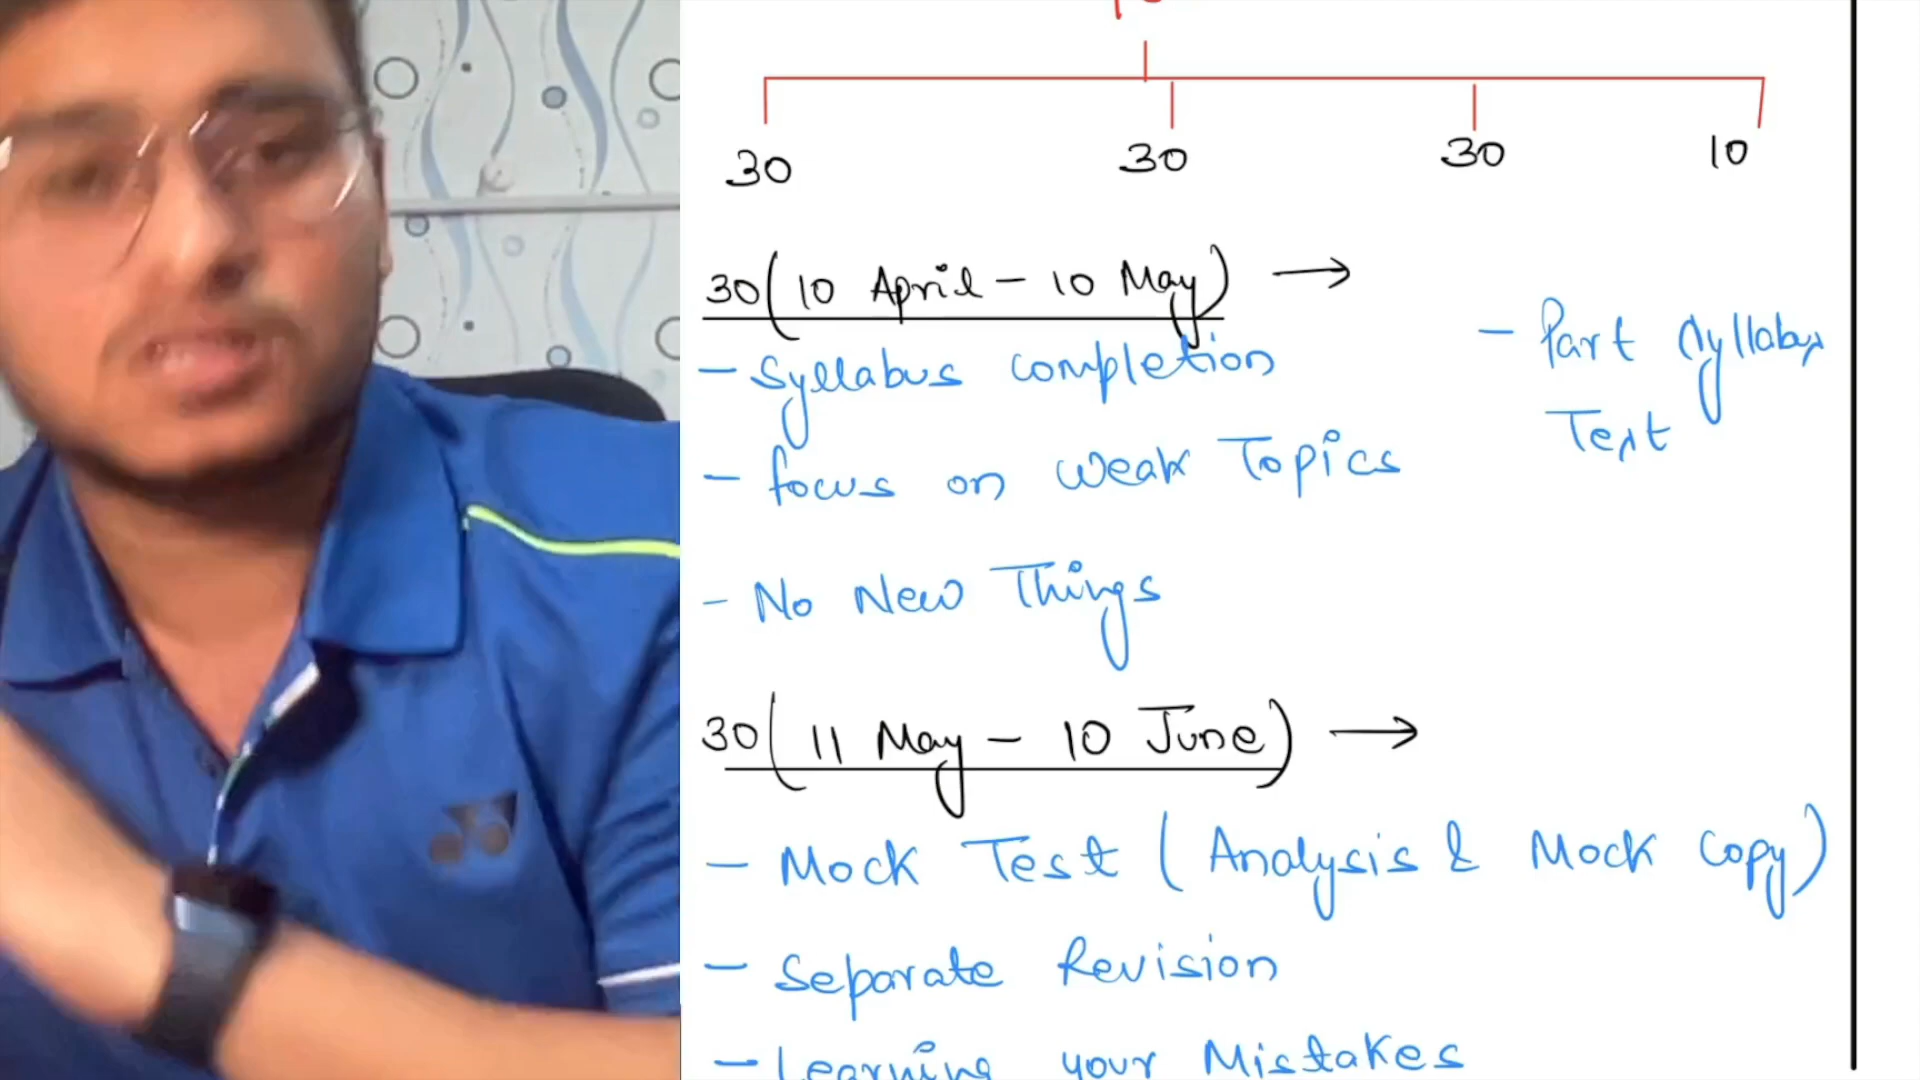 30 30 30 10
30 (10 April - 10 May) →
- Syllabus completion
- Part Syllabus
Test
- focus on weak Topics
- No New Things
30 (11 May - 10 June) →
- Mock Test (Analysis & Mock Copy)
- Separate Revision
- Learning your Mistakes